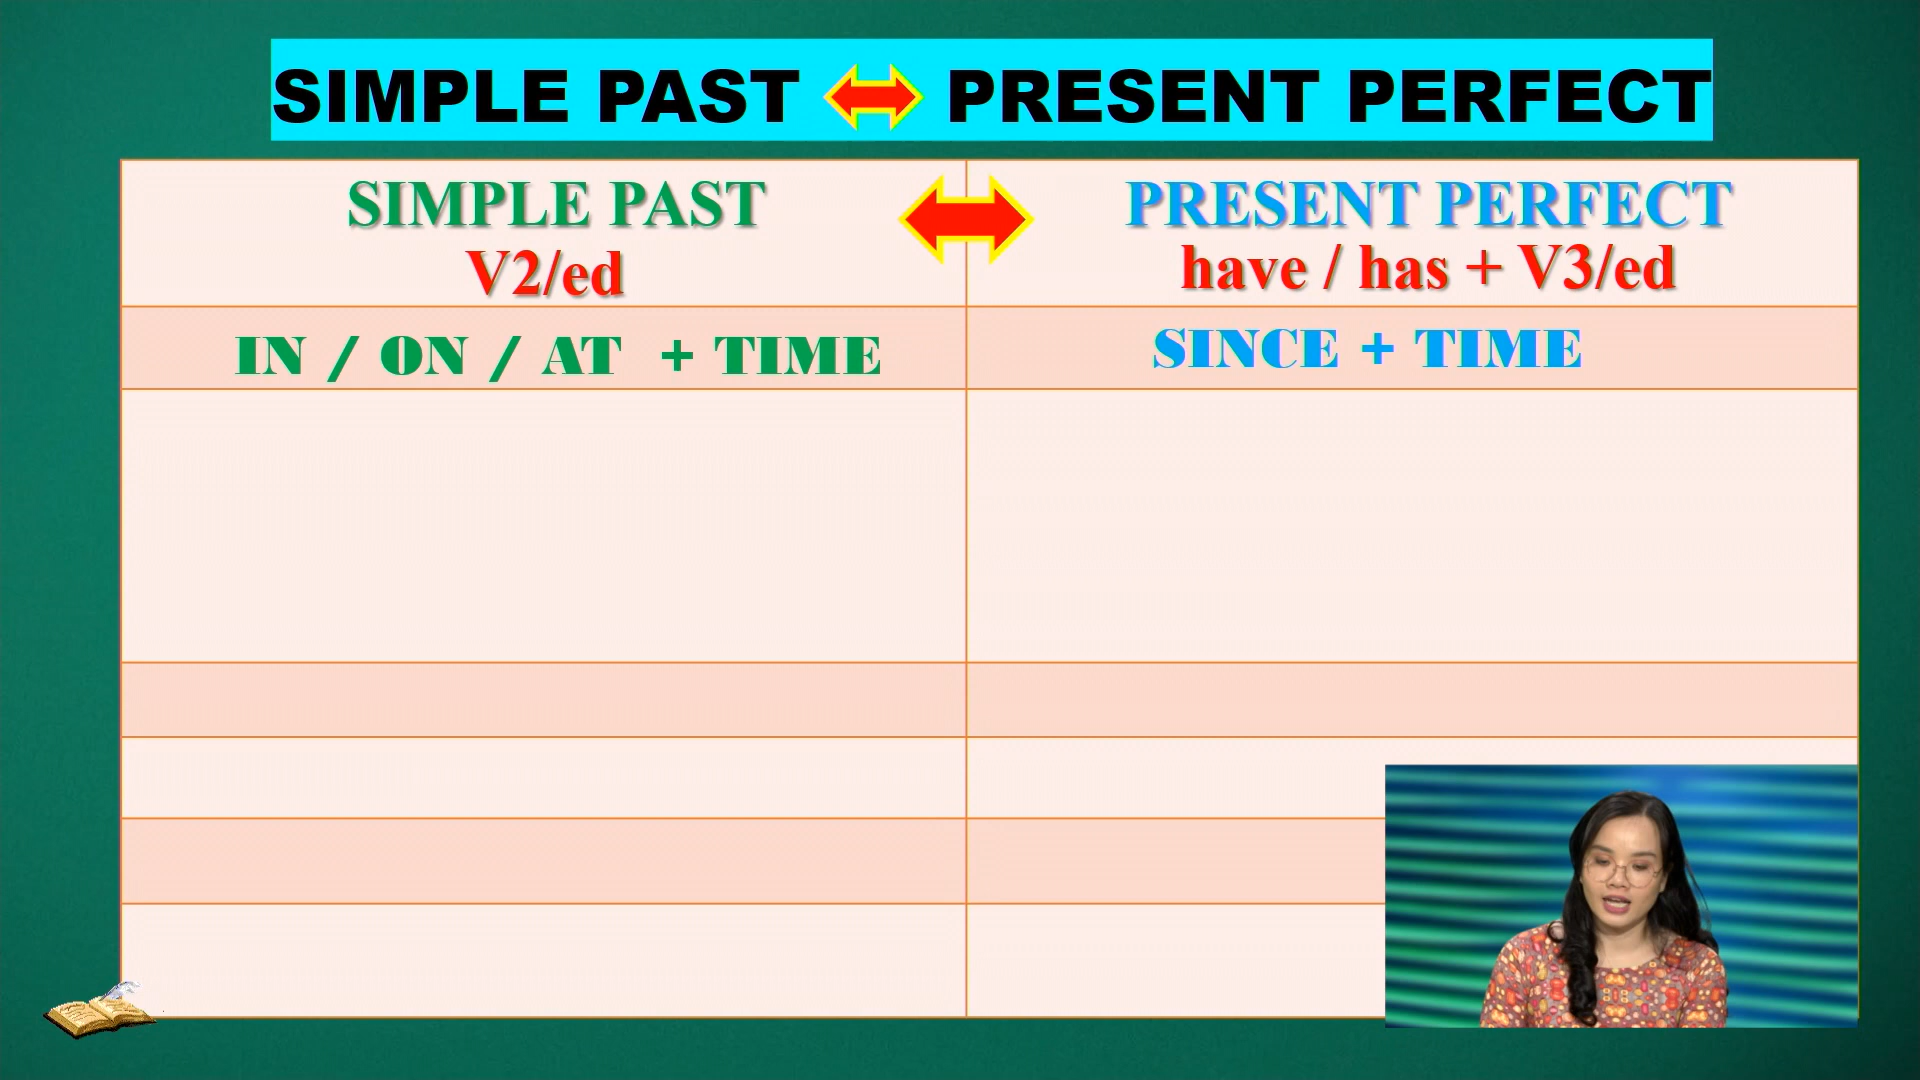 SIMPLE PAST PRESENT PERFECT
SIMPLE PAST
V2/ed
PRESENT PERFECT
have / has + V3/ed
IN / ON / AT + TIME
SINCE + TIME